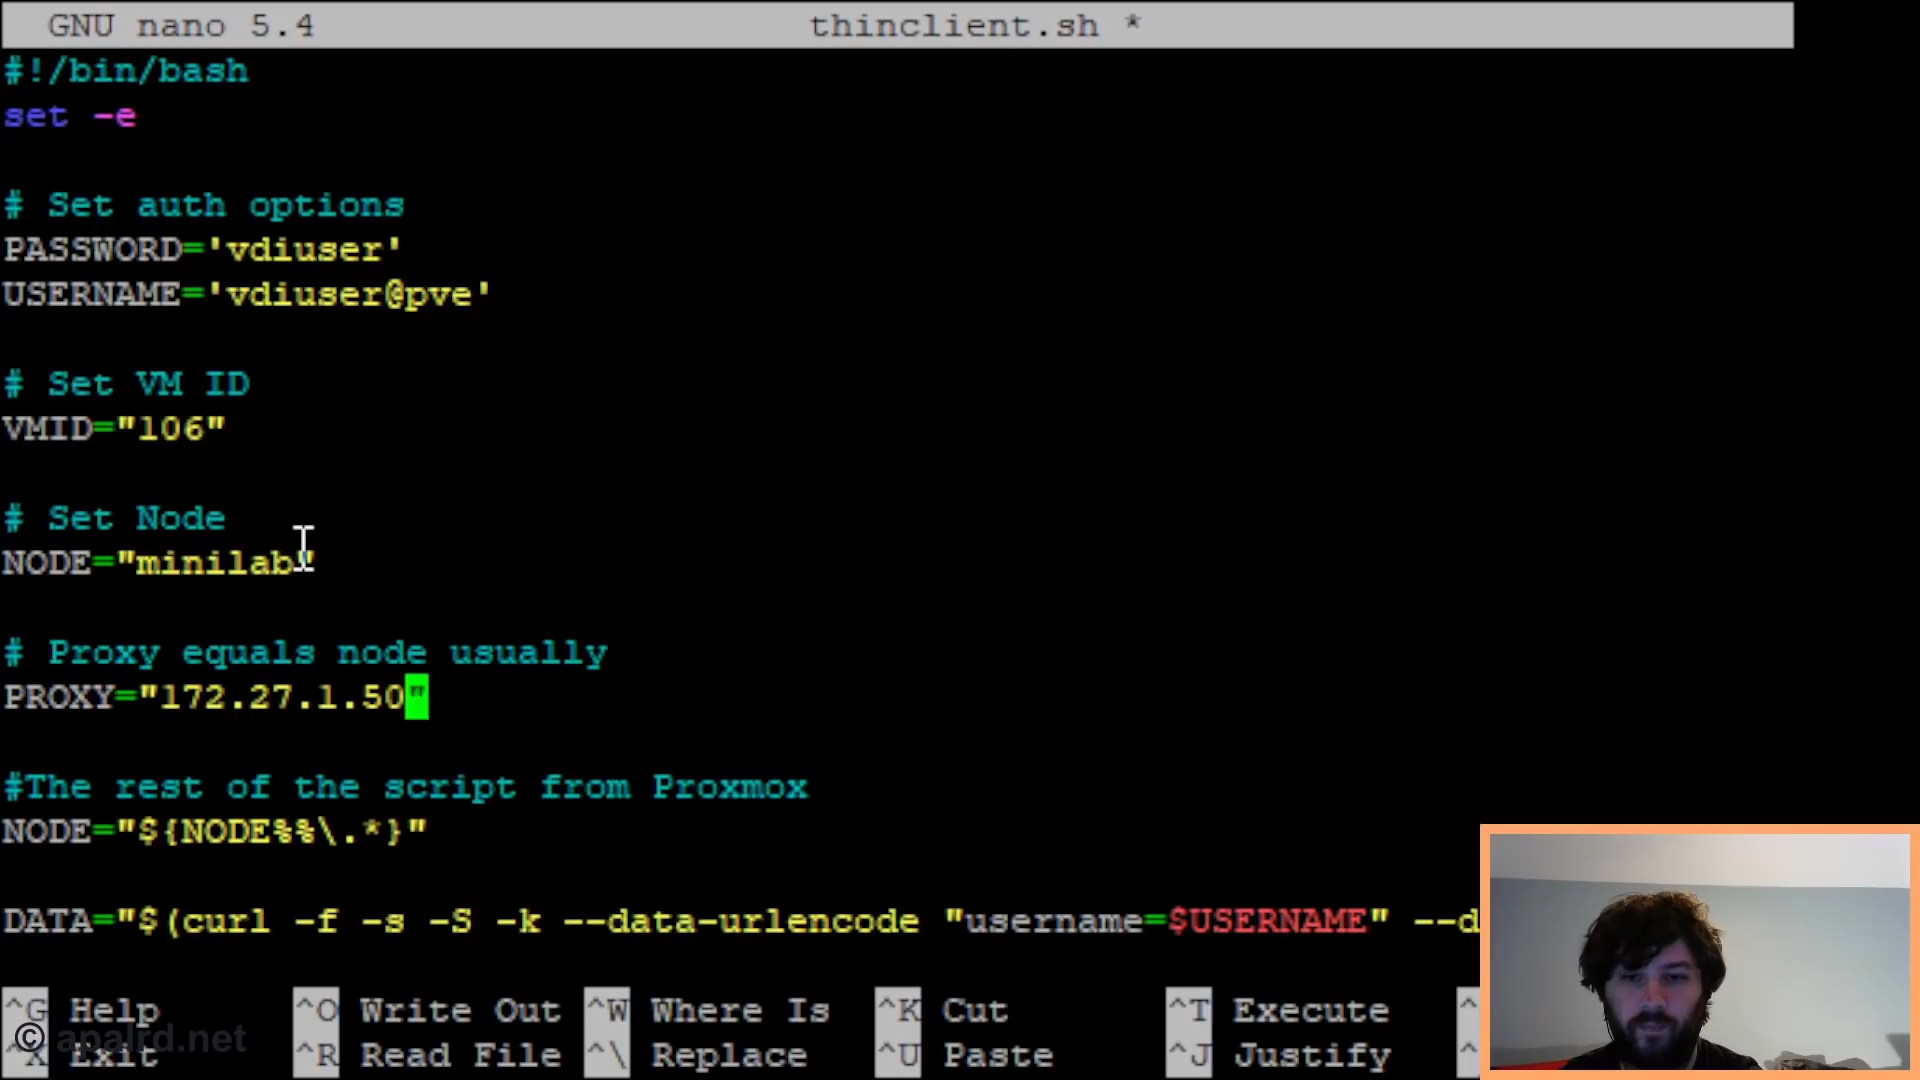 GNU nano 5.4 thinclient.sh *
#!/bin/bash
set -e
# Set auth options
PASSWORD='vdiuser'
USERNAME='vdiuser@pve'
# Set VM ID
VMID="106"
# Set Node
NODE="minilab"
# Proxy equals node usually
PROXY="172.27.1.50"
#The rest of the script from Proxmox
NODE="${NODE%%\.*}"
DATA="$(curl -f -s -S -k --data-urlencode "username=$USERNAME" --d
^G Help ^O Write Out ^W Where Is ^K Cut ^T Execute ^
^X Exit ^R Read File ^\ Replace ^U Paste ^J Justify ^
© apalrd.net